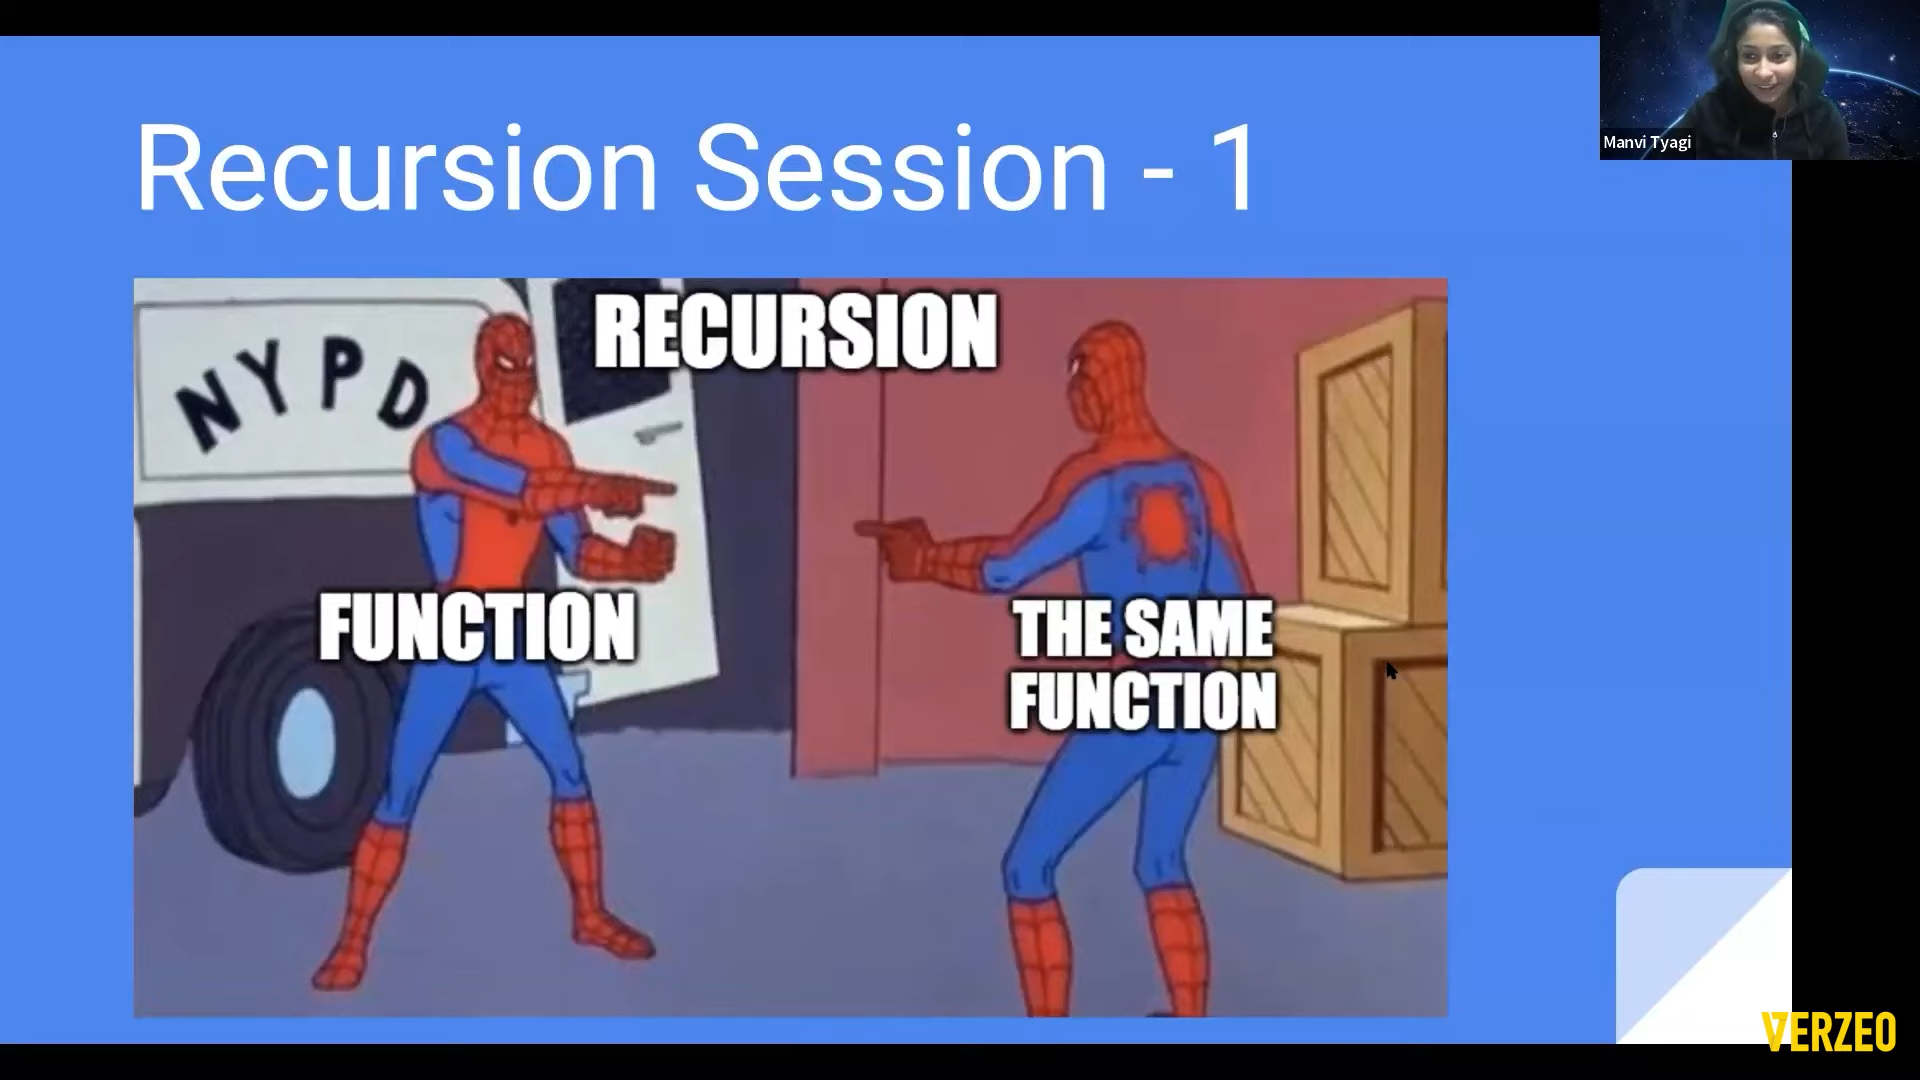 Manvi Tyagi
Recursion Session - 1
RECURSION
NYPD
FUNCTION
THE SAME
FUNCTION
VERZEO